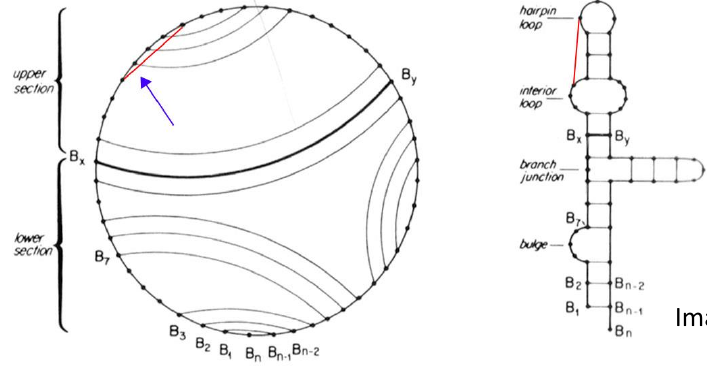 upper
section
lower
section
Bx
By
B7
B3
B2
B1
Bn
Bn-1
Bn-2
hairpin
loop
interior
loop
Bx
By
branch
junction
B7
bulge
B2
Bn-2
B1
Bn-1
Bn